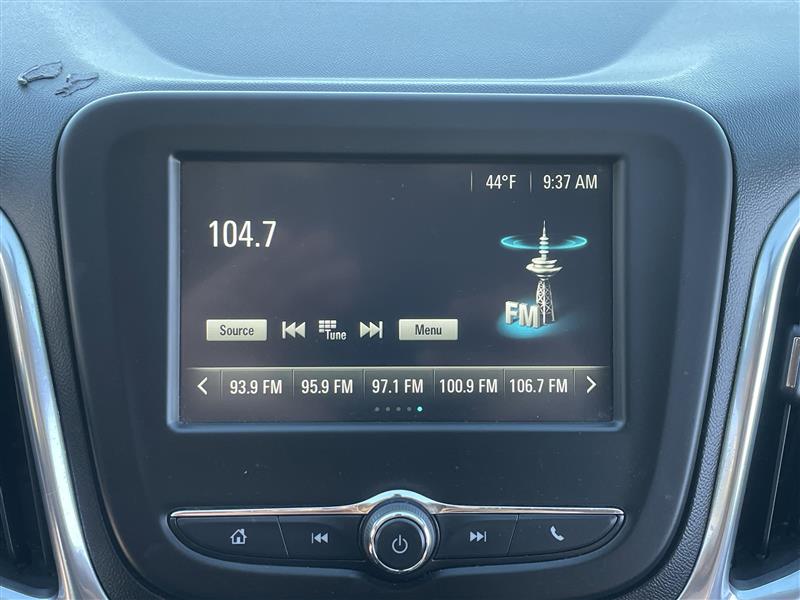 44°F 9:37 AM
104.7
FM
Source Tune Menu
93.9 FM 95.9 FM 97.1 FM 100.9 FM 106.7 FM